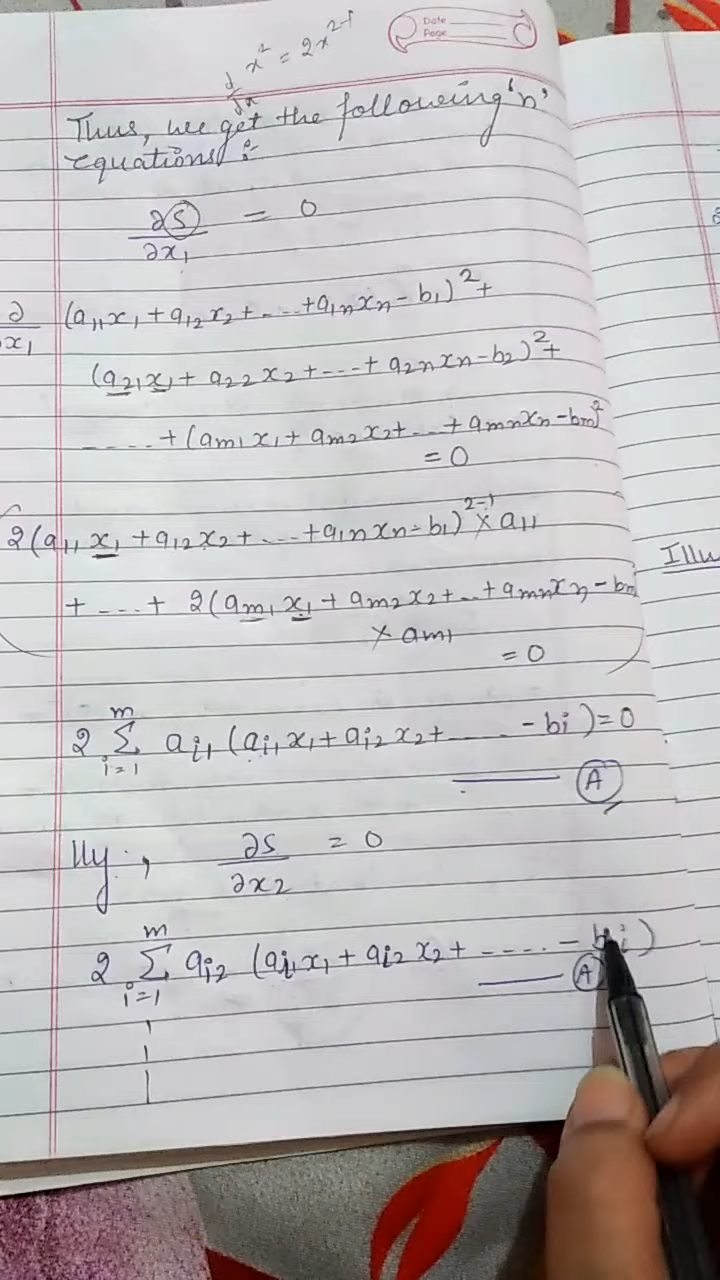 Date
Page
d/dx x² = 2x²⁻¹
Thus, we get the following 'n'
equations :-
∂S/∂x₁ = 0
∂/∂x₁ (a₁₁x₁ + a₁₂x₂ + - - - + a₁ₙxₙ - b₁)² +
(a₂₁x₁ + a₂₂x₂ + - - - + a₂ₙxₙ - b₂)² +
- - - - - + (aₘ₁x₁ + aₘ₂x₂ + - - + aₘₙxₙ - bₘ)²
= 0
2(a₁₁x₁ + a₁₂x₂ + - - - + a₁ₙxₙ - b₁)²⁻¹ × a₁₁
+ - - - + 2(aₘ₁x₁ + aₘ₂x₂ + - - + aₘₙxₙ - bₘ
× aₘ₁
= 0
Illu
2 Σᵢ₌₁ᵐ aᵢ₁ (aᵢ₁x₁ + aᵢ₂x₂ + - - - - - bᵢ) = 0
A
lly, ∂S/∂x₂ = 0
2 Σᵢ₌₁ᵐ aᵢ₂ (aᵢ₁x₁ + aᵢ₂x₂ + - - - - - bᵢ)
A